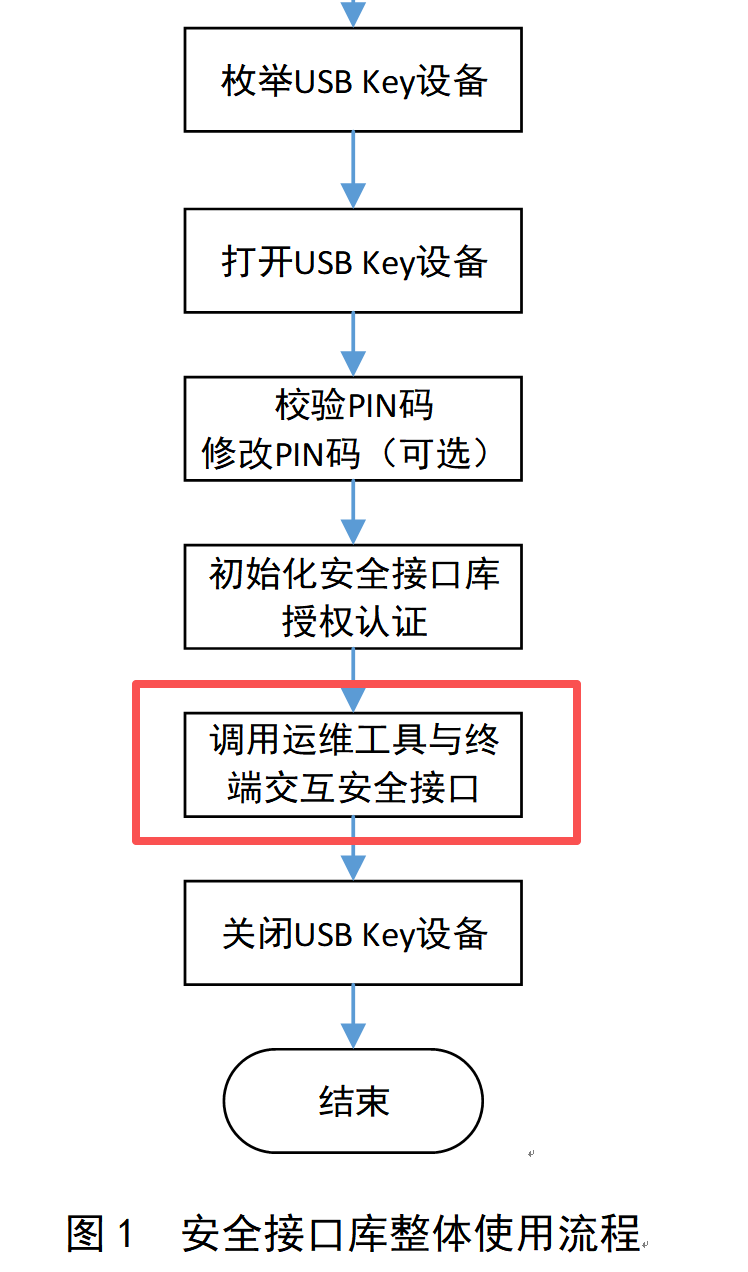 枚举USB Key设备
打开USB Key设备
校验PIN码
修改PIN码（可选）
初始化安全接口库
授权认证
调用运维工具与终
端交互安全接口
关闭USB Key设备
结束
图 1 安全接口库整体使用流程